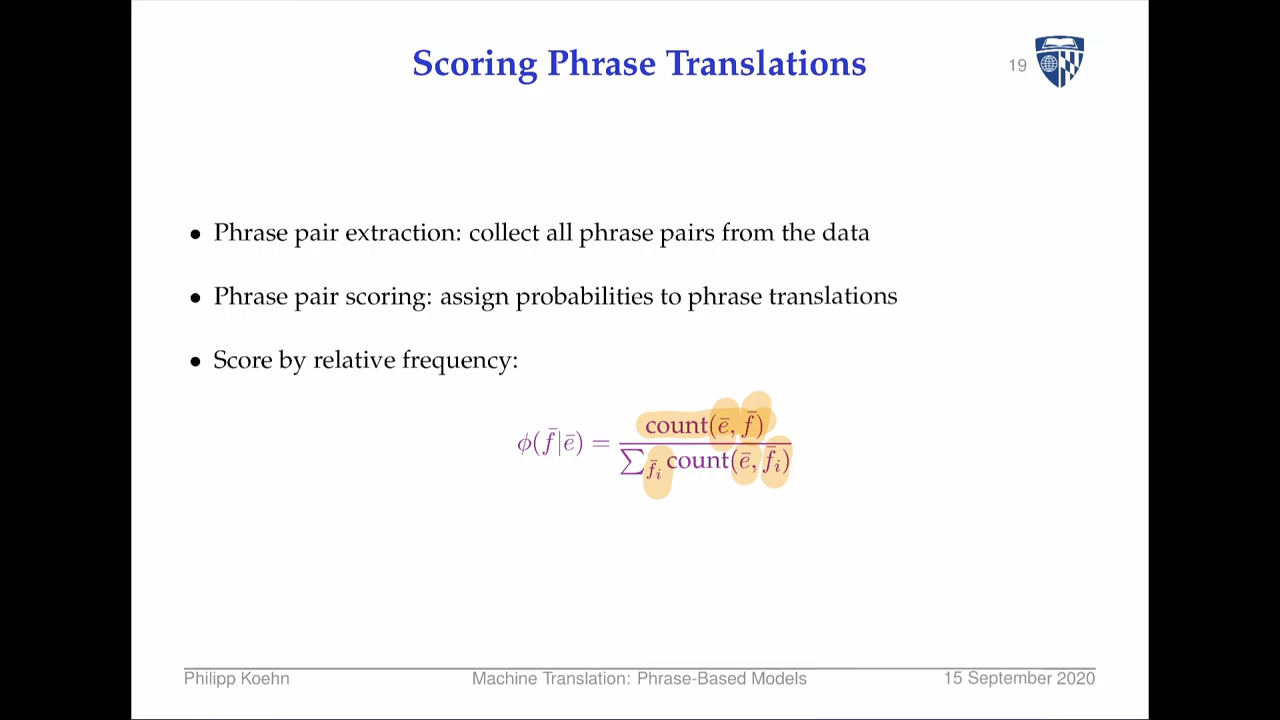 Scoring Phrase Translations
19
• Phrase pair extraction: collect all phrase pairs from the data
• Phrase pair scoring: assign probabilities to phrase translations
• Score by relative frequency:
ϕ(f̄|ē) = count(ē, f̄) / ∑f̄ᵢ count(ē, f̄ᵢ)
Philipp Koehn
Machine Translation: Phrase-Based Models
15 September 2020